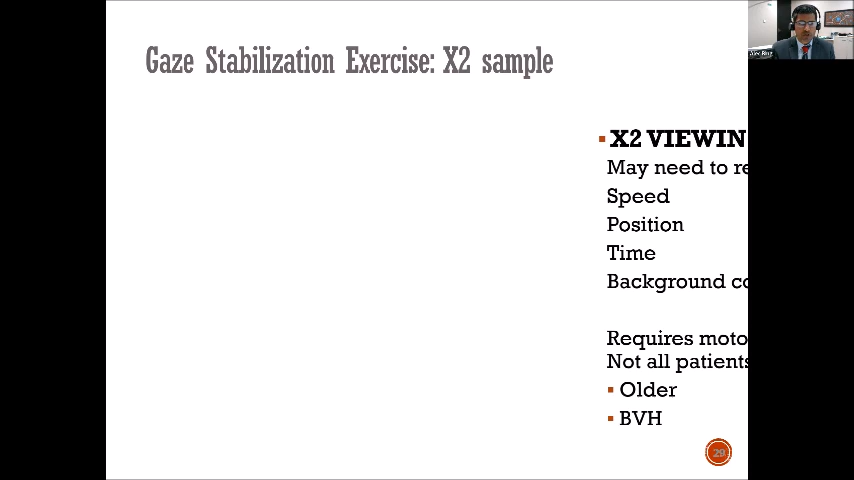 Gaze Stabilization Exercise: X2 sample
X2 VIEWIN
May need to re
Speed
Position
Time
Background co
Requires moto
Not all patients
Older
BVH
29